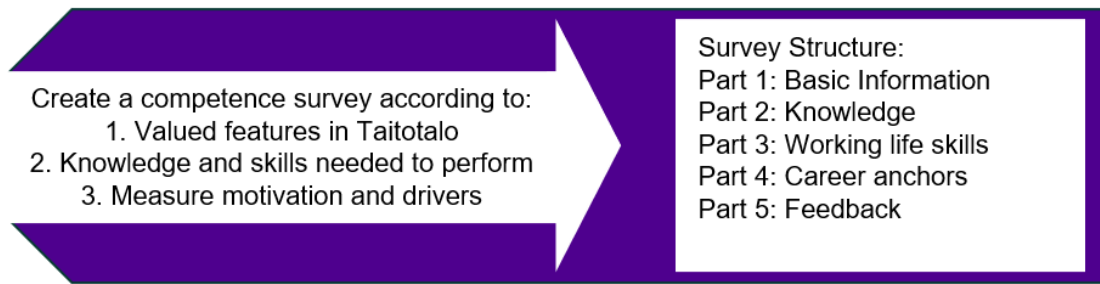 Create a competence survey according to:
1. Valued features in Taitotalo
2. Knowledge and skills needed to perform
3. Measure motivation and drivers
Survey Structure:
Part 1: Basic Information
Part 2: Knowledge
Part 3: Working life skills
Part 4: Career anchors
Part 5: Feedback